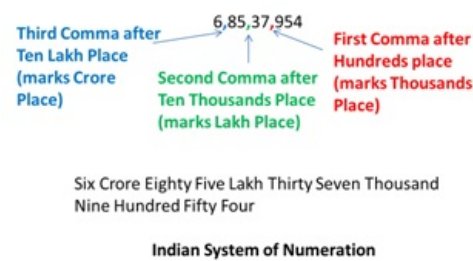 6,85,37,954
Third Comma after
Ten Lakh Place
(marks Crore
Place)
Second Comma after
Ten Thousands Place
(marks Lakh Place)
First Comma after
Hundreds place
(marks Thousands
Place)
Six Crore Eighty Five Lakh Thirty Seven Thousand
Nine Hundred Fifty Four
Indian System of Numeration